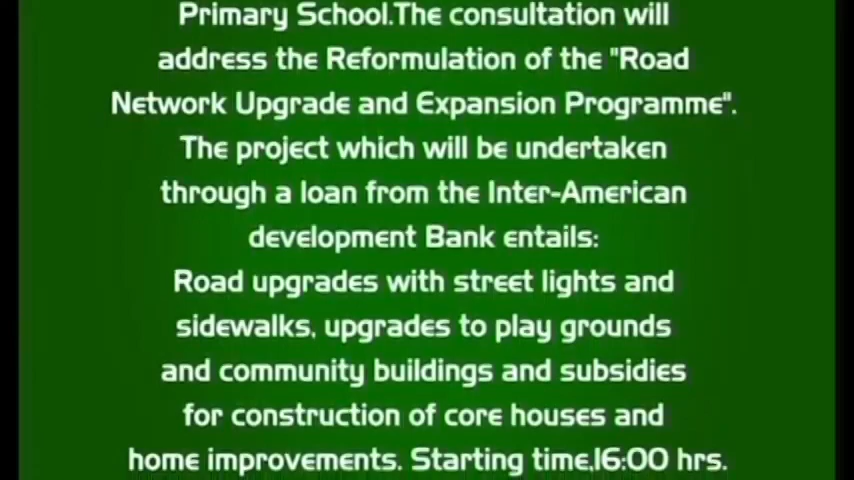 Primary School.The consultation will
address the Reformulation of the "Road
Network Upgrade and Expansion Programme".
The project which will be undertaken
through a loan from the Inter-American
development Bank entails:
Road upgrades with street lights and
sidewalks, upgrades to play grounds
and community buildings and subsidies
for construction of core houses and
home improvements. Starting time,16:00 hrs.